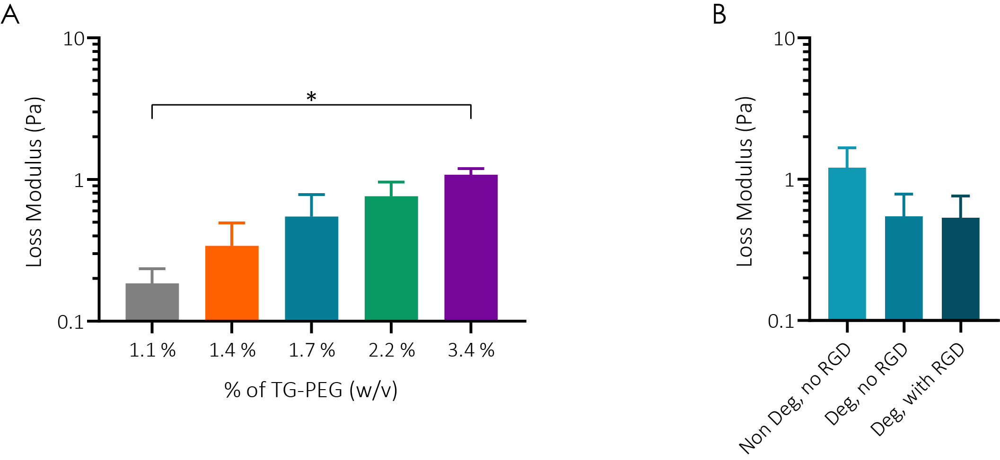 A
10
1
0.1
Loss Modulus (Pa)
*
1.1 %
1.4 %
1.7 %
2.2 %
3.4 %
% of TG-PEG (w/v)
B
10
1
0.1
Loss Modulus (Pa)
Non Deg, no RGD
Deg, no RGD
Deg, with RGD